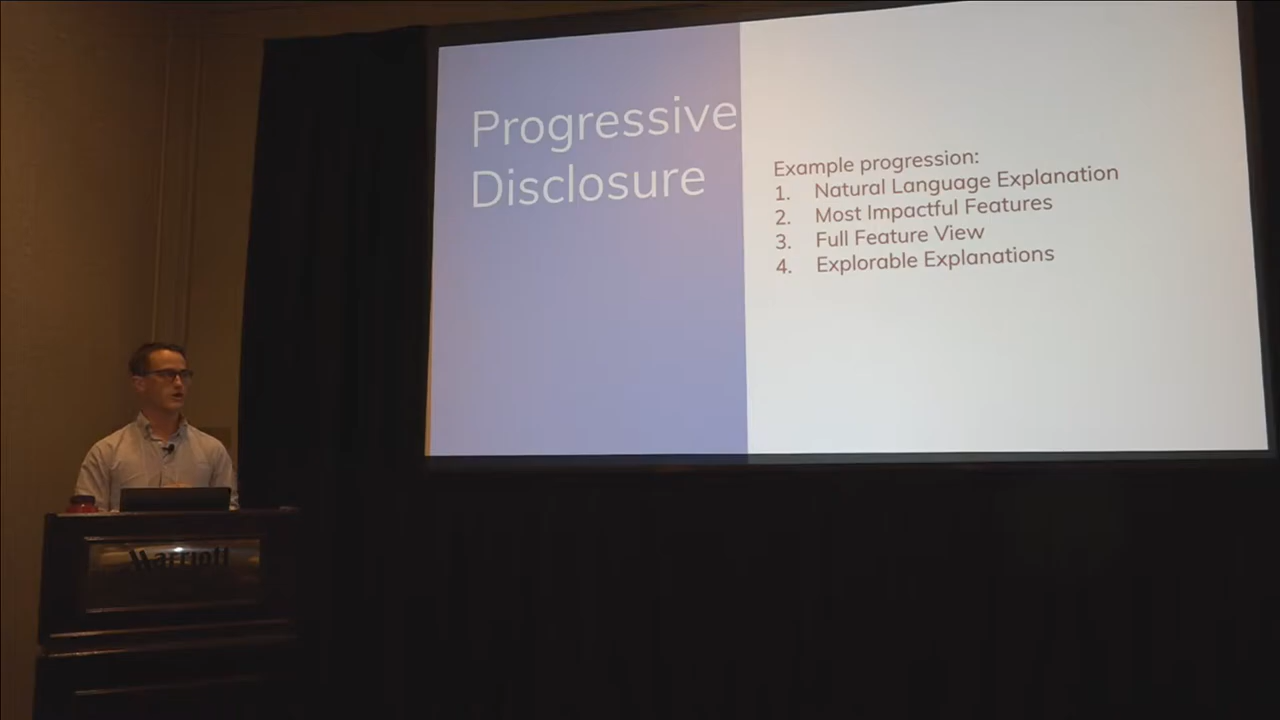 Progressive
Disclosure
Example progression:
1. Natural Language Explanation
2. Most Impactful Features
3. Full Feature View
4. Explorable Explanations
Marriott